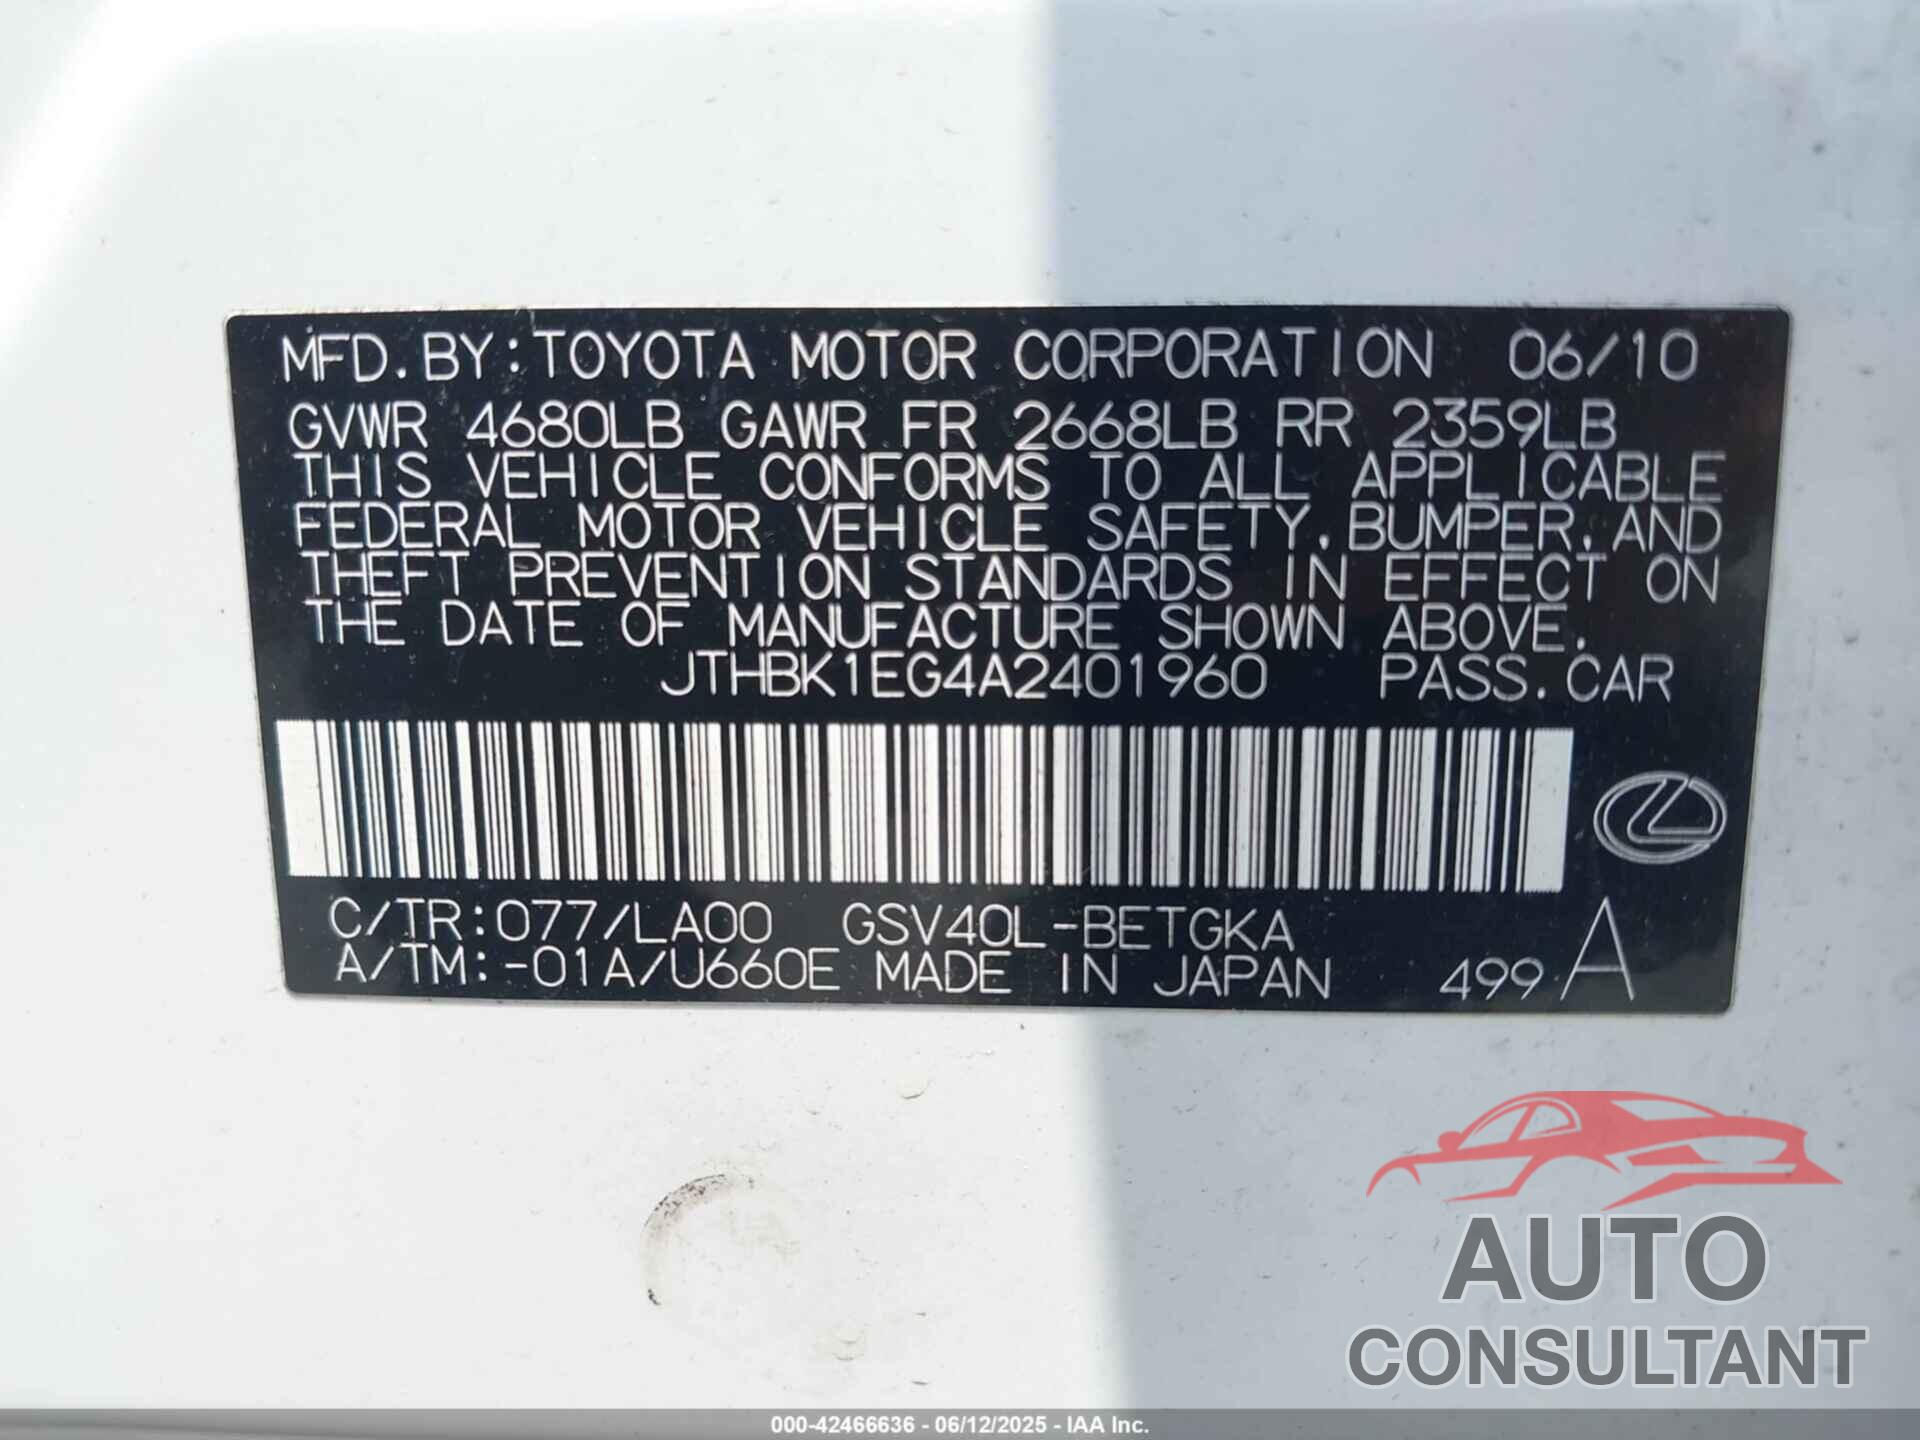 MFD. BY: TOYOTA MOTOR CORPORATION 06/10
GVWR 4680LB GAWR FR 2668LB RR 2359LB
THIS VEHICLE CONFORMS TO ALL APPLICABLE
FEDERAL MOTOR VEHICLE SAFETY, BUMPER, AND
THEFT PREVENTION STANDARDS IN EFFECT ON
THE DATE OF MANUFACTURE SHOWN ABOVE.
JTHBK1EG4A2401960 PASS. CAR
C/TR: 077/LA00 GSV40L-BETGKA
A/TM: -01A/U660E MADE IN JAPAN 499 A
AUTO
CONSULTANT
000-42466636 - 06/12/2025 - IAA Inc.